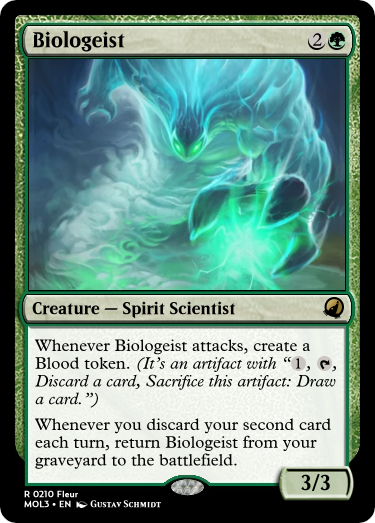 Biologeist 2
Creature — Spirit Scientist
Whenever Biologeist attacks, create a
Blood token. (It's an artifact with “1, ,
Discard a card, Sacrifice this artifact: Draw
a card.”)
Whenever you discard your second card
each turn, return Biologeist from your
graveyard to the battlefield.
3/3
R 0210 Fleur
MOL3 • EN Gustav Schmidt